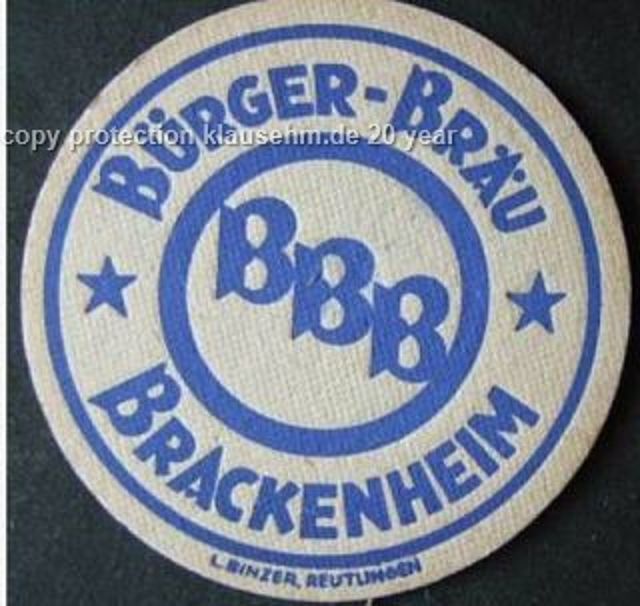 BÜRGER-BRÄU
copy protection klausehm.de 20 year
BBB
BRACKENHEIM
L. BINZER, REUTLINGEN